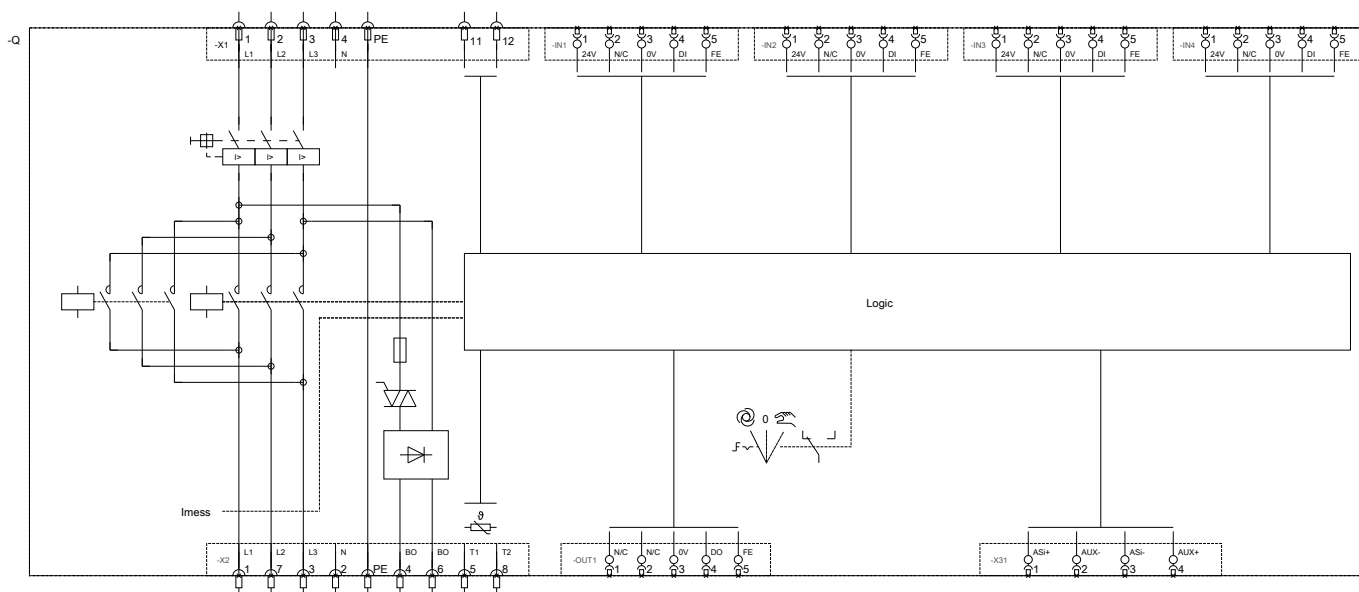 -Q
-X1 1 2 3 4 PE 11 12
L1 L2 L3 N
-IN1 1 2 3 4 5
24V N/C 0V DI FE
-IN2 1 2 3 4 5
24V N/C 0V DI FE
-IN3 1 2 3 4 5
24V N/C 0V DI FE
-IN4 1 2 3 4 5
24V N/C 0V DI FE
I> I> I>
Logic
0
Imess
ϑ
L1 L2 L3 N BO BO T1 T2
-X2 1 7 3 2 PE 4 6 5 8
N/C N/C 0V DO FE
-OUT1 1 2 3 4 5
ASi+ AUX- ASi- AUX+
-X31 1 2 3 4